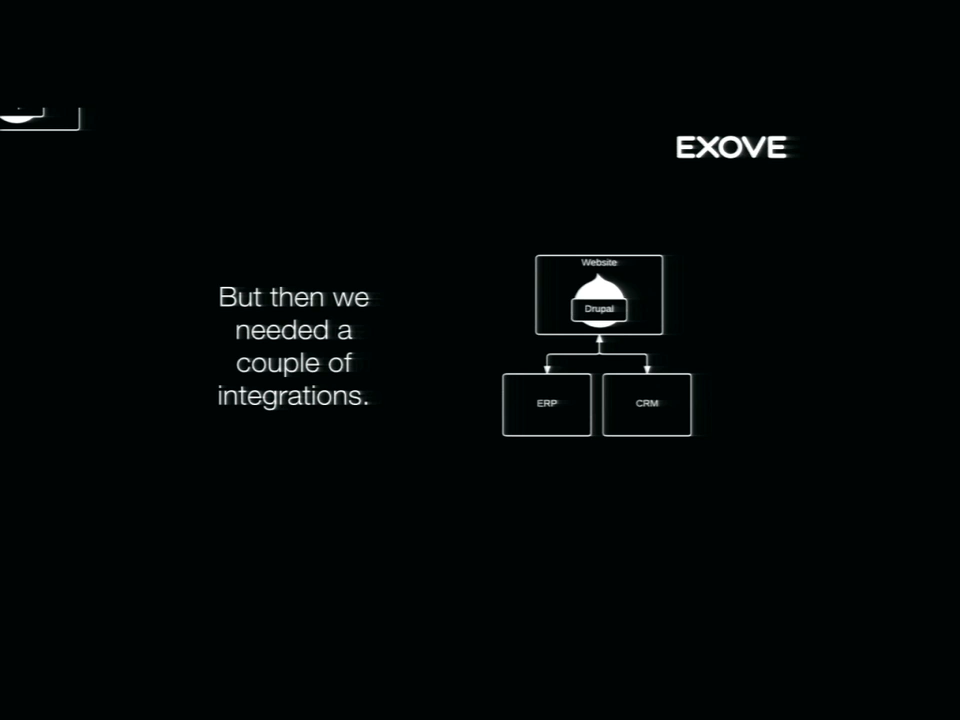 EXOVE
But then we
needed a
couple of
integrations.
Website
Drupal
ERP
CRM